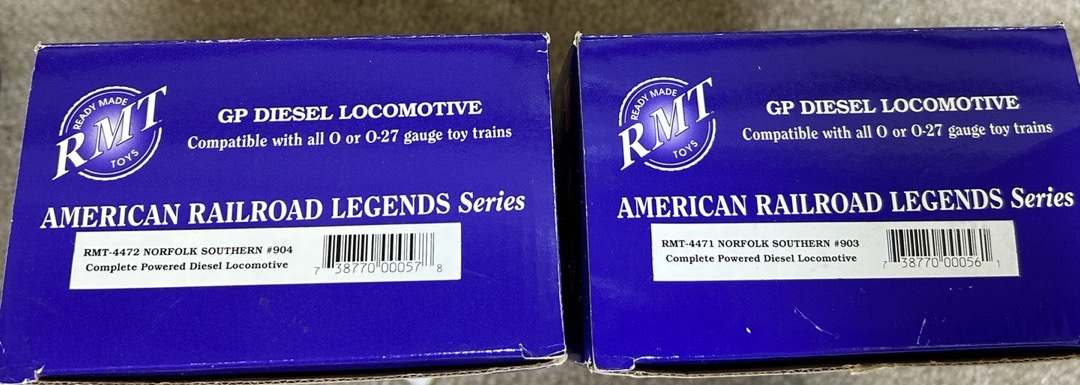 READY MADE
RMT
TOYS
GP DIESEL LOCOMOTIVE
Compatible with all O or O-27 gauge toy trains
AMERICAN RAILROAD LEGENDS Series
RMT-4472 NORFOLK SOUTHERN #904
Complete Powered Diesel Locomotive
7 38770 00057 8
READY MADE
RMT
TOYS
GP DIESEL LOCOMOTIVE
Compatible with all O or O-27 gauge toy trains
AMERICAN RAILROAD LEGENDS Series
RMT-4471 NORFOLK SOUTHERN #903
Complete Powered Diesel Locomotive
7 38770 00056 1